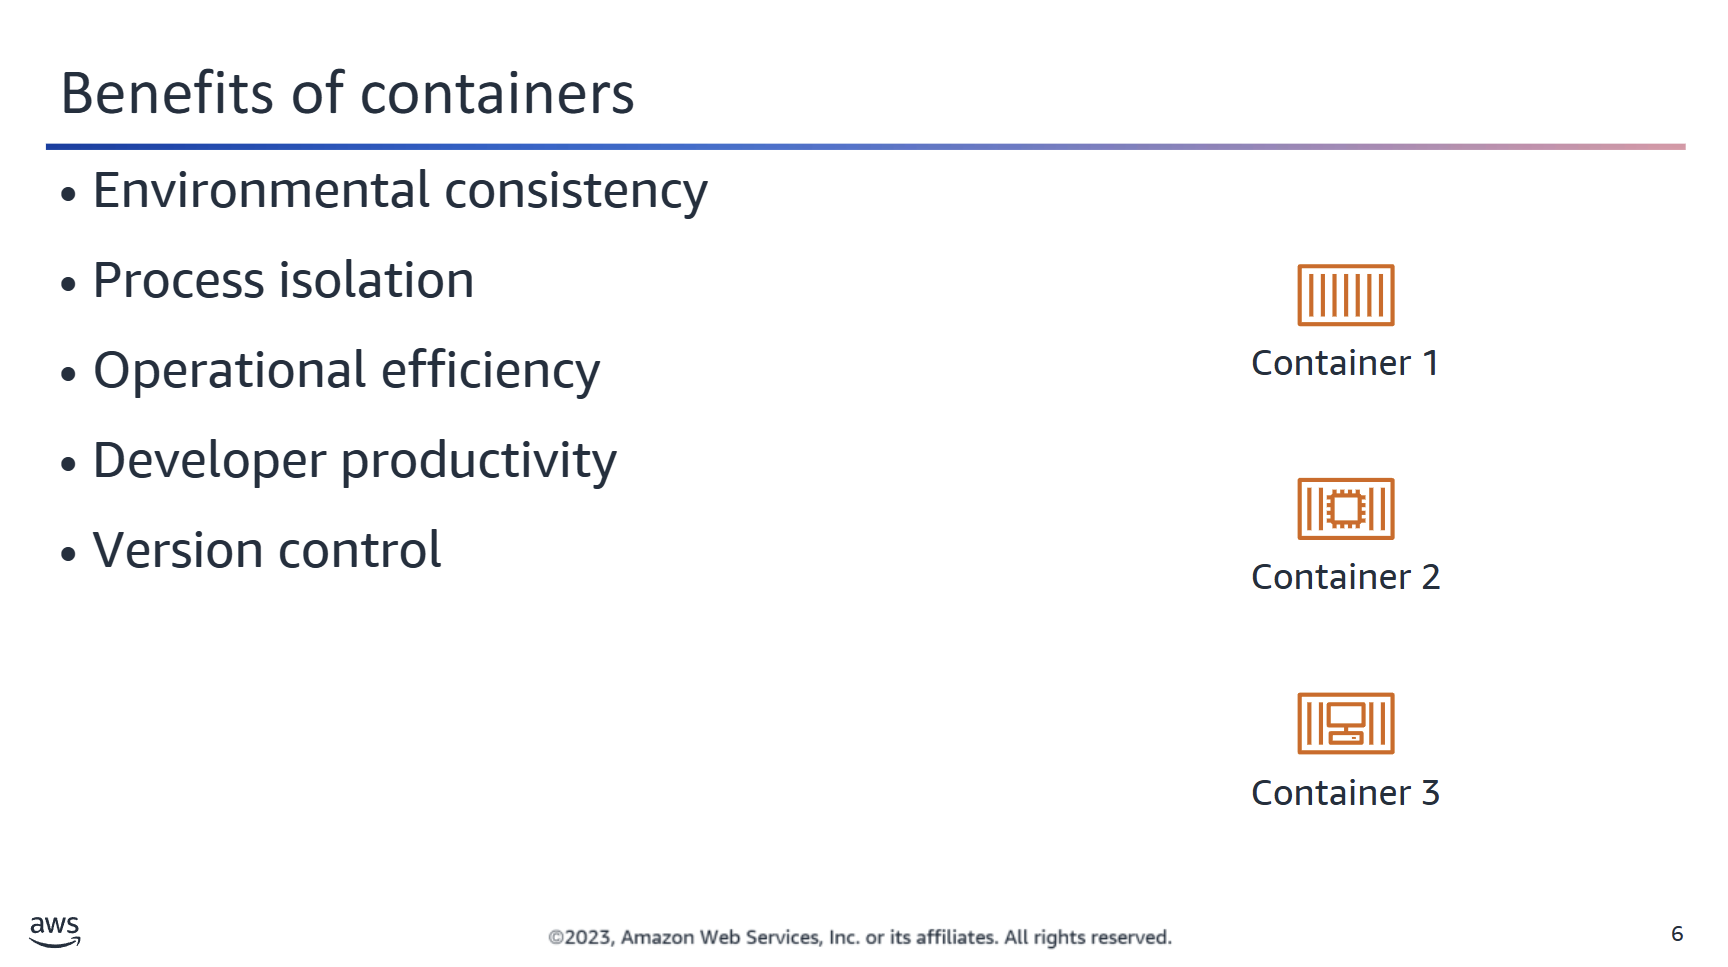 Benefits of containers
• Environmental consistency
• Process isolation
• Operational efficiency
• Developer productivity
• Version control
Container 1
Container 2
Container 3
aws
©2023, Amazon Web Services, Inc. or its affiliates. All rights reserved.
6